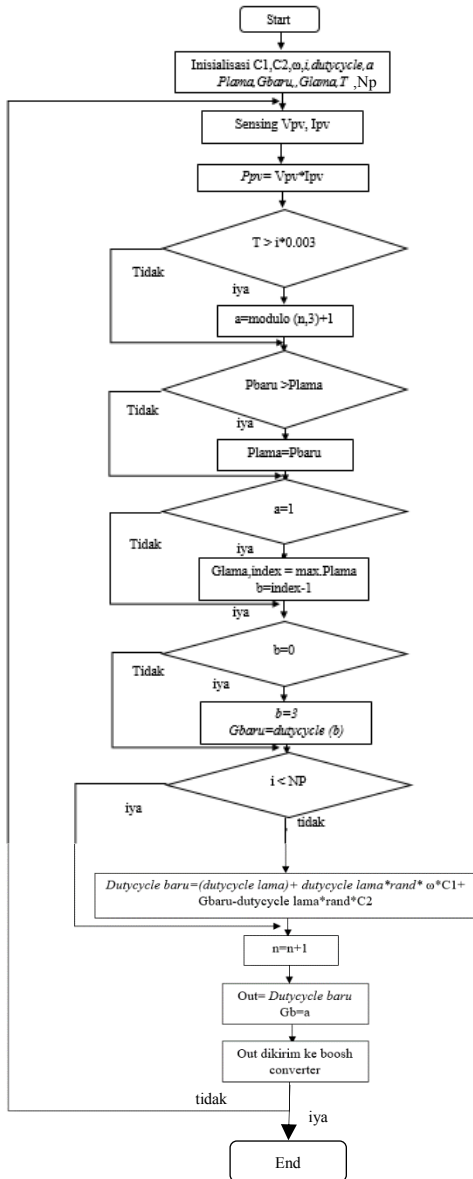 Start
Inisialisasi C1,C2,ω,i,dutycycle,a
Plama,Gbaru,,Glama,T ,Np
Sensing Vpv, Ipv
Ppv= Vpv*Ipv
T > i*0.003
Tidak
iya
a=modulo (n,3)+1
Pbaru >Plama
Tidak
iya
Plama=Pbaru
a=1
Tidak
iya
Glama,index = max.Plama
b=index-1
iya
b=0
Tidak
iya
b=3
Gbaru=dutycycle (b)
i < NP
iya
tidak
Dutycycle baru=(dutycycle lama)+ dutycycle lama*rand* ω*C1+
Gbaru-dutycycle lama*rand*C2
n=n+1
Out= Dutycycle baru
Gb=a
Out dikirim ke boosh
converter
tidak
iya
End